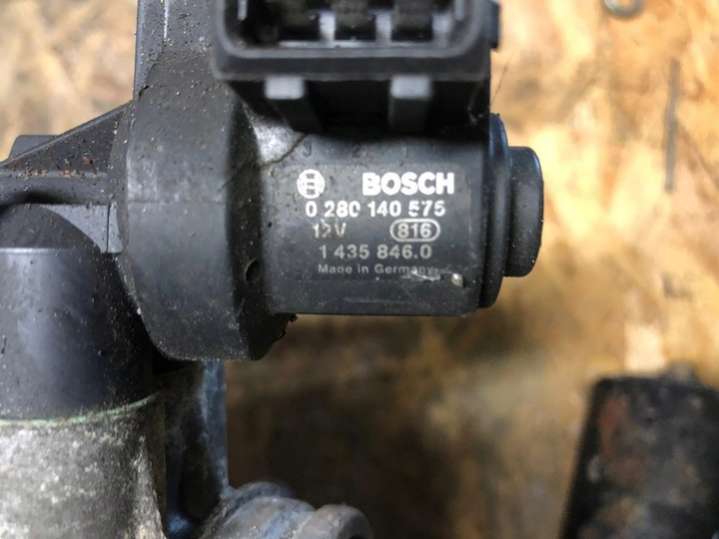 BOSCH
0 280 140 575
12V 816
1 435 846.0
Made in Germany